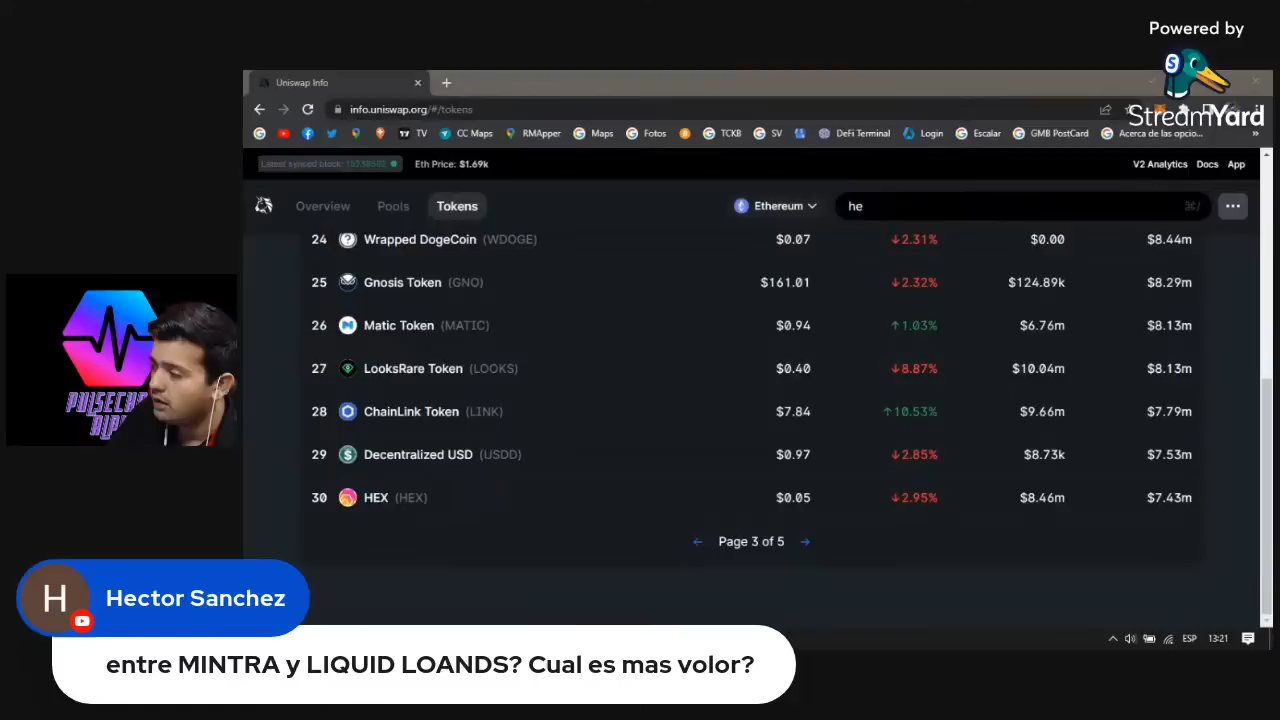 Powered by
StreamYard
Uniswap Info
info.uniswap.org/#/tokens
TV CC Maps RMApper Maps Fotos TCKB SV DeFi Terminal Login Escalar GMB PostCard Acerca de las opcio...
Latest synced block: Eth Price: $1.69k V2 Analytics Docs App
Overview Pools Tokens Ethereum he ⌘/
24 Wrapped DogeCoin (WDOGE) $0.07 ↓2.31% $0.00 $8.44m
25 Gnosis Token (GNO) $161.01 ↓2.32% $124.89k $8.29m
26 Matic Token (MATIC) $0.94 ↑1.03% $6.76m $8.13m
27 LooksRare Token (LOOKS) $0.40 ↓8.87% $10.04m $8.13m
28 ChainLink Token (LINK) $7.84 ↑10.53% $9.66m $7.79m
29 Decentralized USD (USDD) $0.97 ↓2.85% $8.73k $7.53m
30 HEX (HEX) $0.05 ↓2.95% $8.46m $7.43m
← Page 3 of 5 →
ESP 13:21
H Hector Sanchez
entre MINTRA y LIQUID LOANDS? Cual es mas volor?